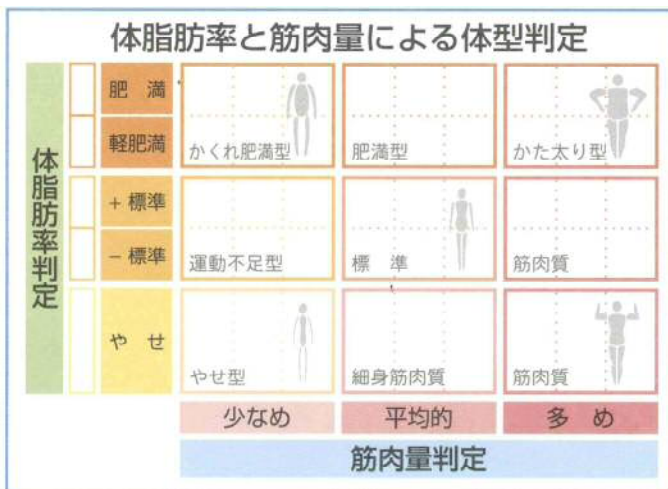 体脂肪率と筋肉量による体型判定
体脂肪率判定
肥 満
軽肥満
かくれ肥満型
肥満型
かた太り型
+ 標準
− 標準
運動不足型
標 準
筋肉質
や せ
やせ型
細身筋肉質
筋肉質
少なめ
平均的
多 め
筋肉量判定